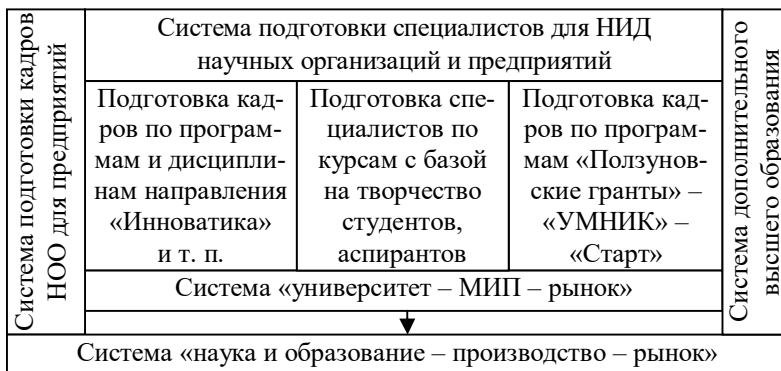 Система подготовки кадров
НОО для предприятий
Система подготовки специалистов для НИД
научных организаций и предприятий
Подготовка кад-
ров по програм-
мам и дисципли-
нам направления
«Инноватика»
и т. п.
Подготовка спе-
циалистов по
курсам с базой
на творчество
студентов,
аспирантов
Подготовка кад-
ров по програм-
мам «Ползунов-
ские гранты» –
«УМНИК» –
«Старт»
Система «университет – МИП – рынок»
Система дополнительного
высшего образования
Система «наука и образование – производство – рынок»